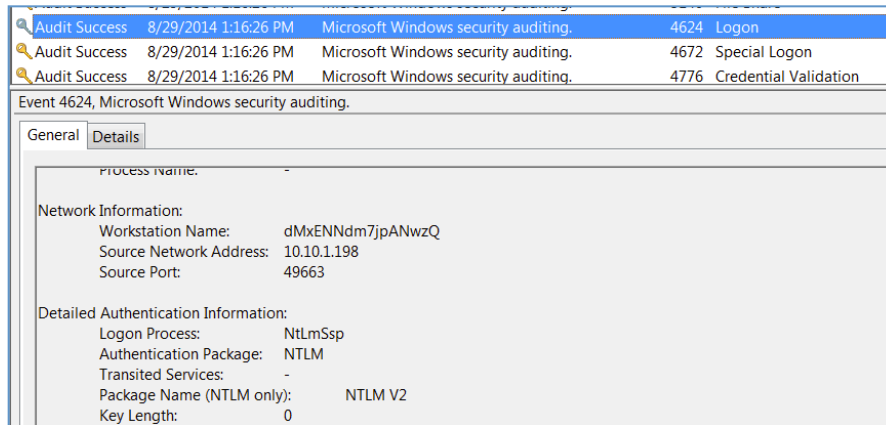 Audit Success 8/29/2014 1:16:26 PM Microsoft Windows security auditing. 4624 Logon
Audit Success 8/29/2014 1:16:26 PM Microsoft Windows security auditing. 4672 Special Logon
Audit Success 8/29/2014 1:16:26 PM Microsoft Windows security auditing. 4776 Credential Validation
Event 4624, Microsoft Windows security auditing.
General Details
Process Name: -
Network Information:
Workstation Name: dMxENNdm7jpANwzQ
Source Network Address: 10.10.1.198
Source Port: 49663
Detailed Authentication Information:
Logon Process: NtLmSsp
Authentication Package: NTLM
Transited Services: -
Package Name (NTLM only): NTLM V2
Key Length: 0